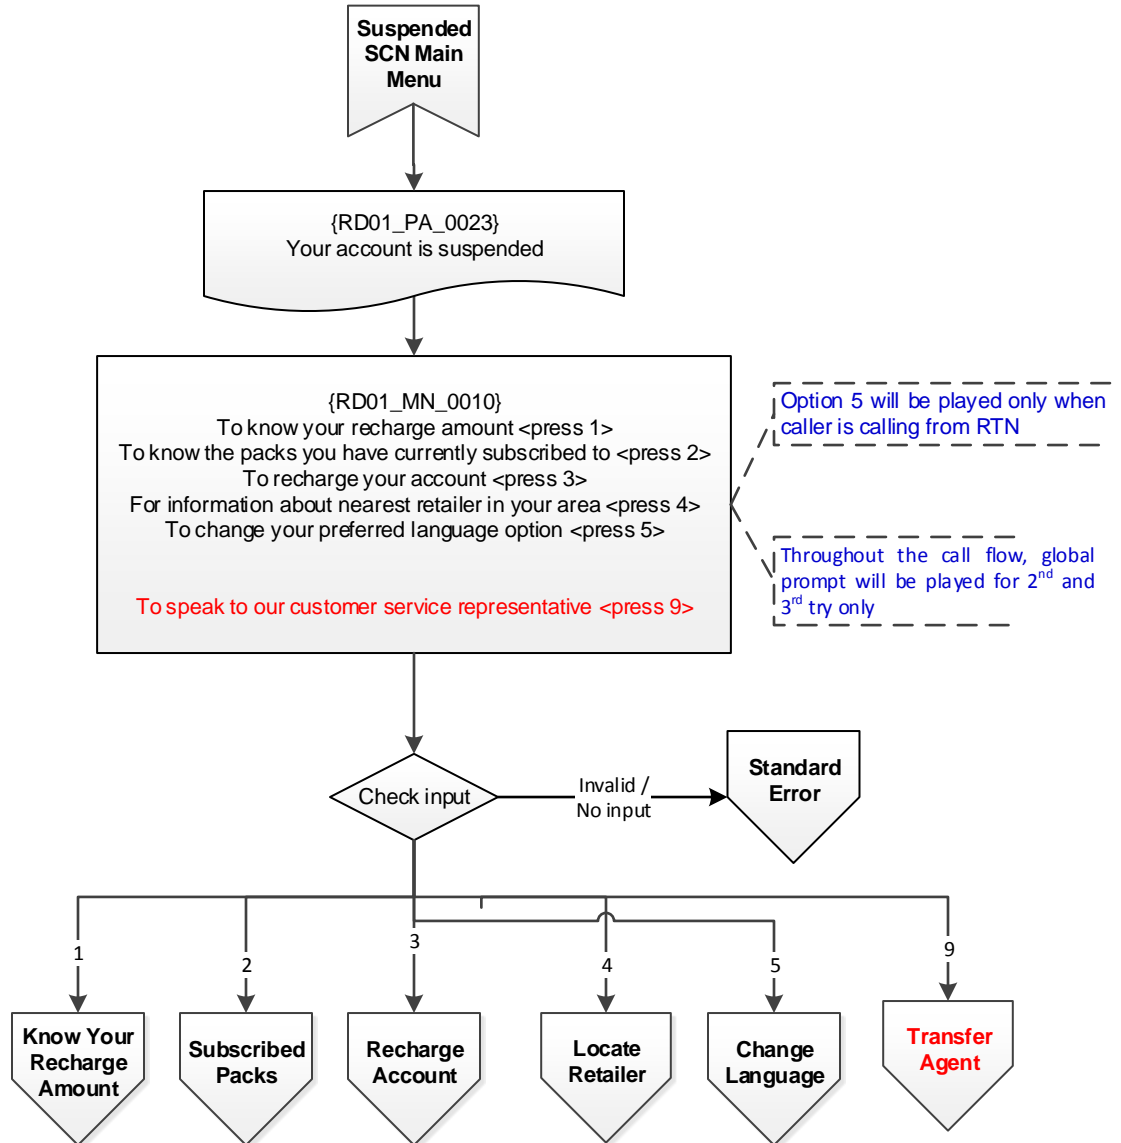 Suspended
SCN Main
Menu
{RD01_PA_0023}
Your account is suspended
{RD01_MN_0010}
To know your recharge amount <press 1>
To know the packs you have currently subscribed to <press 2>
To recharge your account <press 3>
For information about nearest retailer in your area <press 4>
To change your preferred language option <press 5>
To speak to our customer service representative <press 9>
Option 5 will be played only when
caller is calling from RTN
Throughout the call flow, global
prompt will be played for 2nd and
3rd try only
Check input
Invalid /
No input
Standard
Error
1
2
3
4
5
9
Know Your
Recharge
Amount
Subscribed
Packs
Recharge
Account
Locate
Retailer
Change
Language
Transfer
Agent